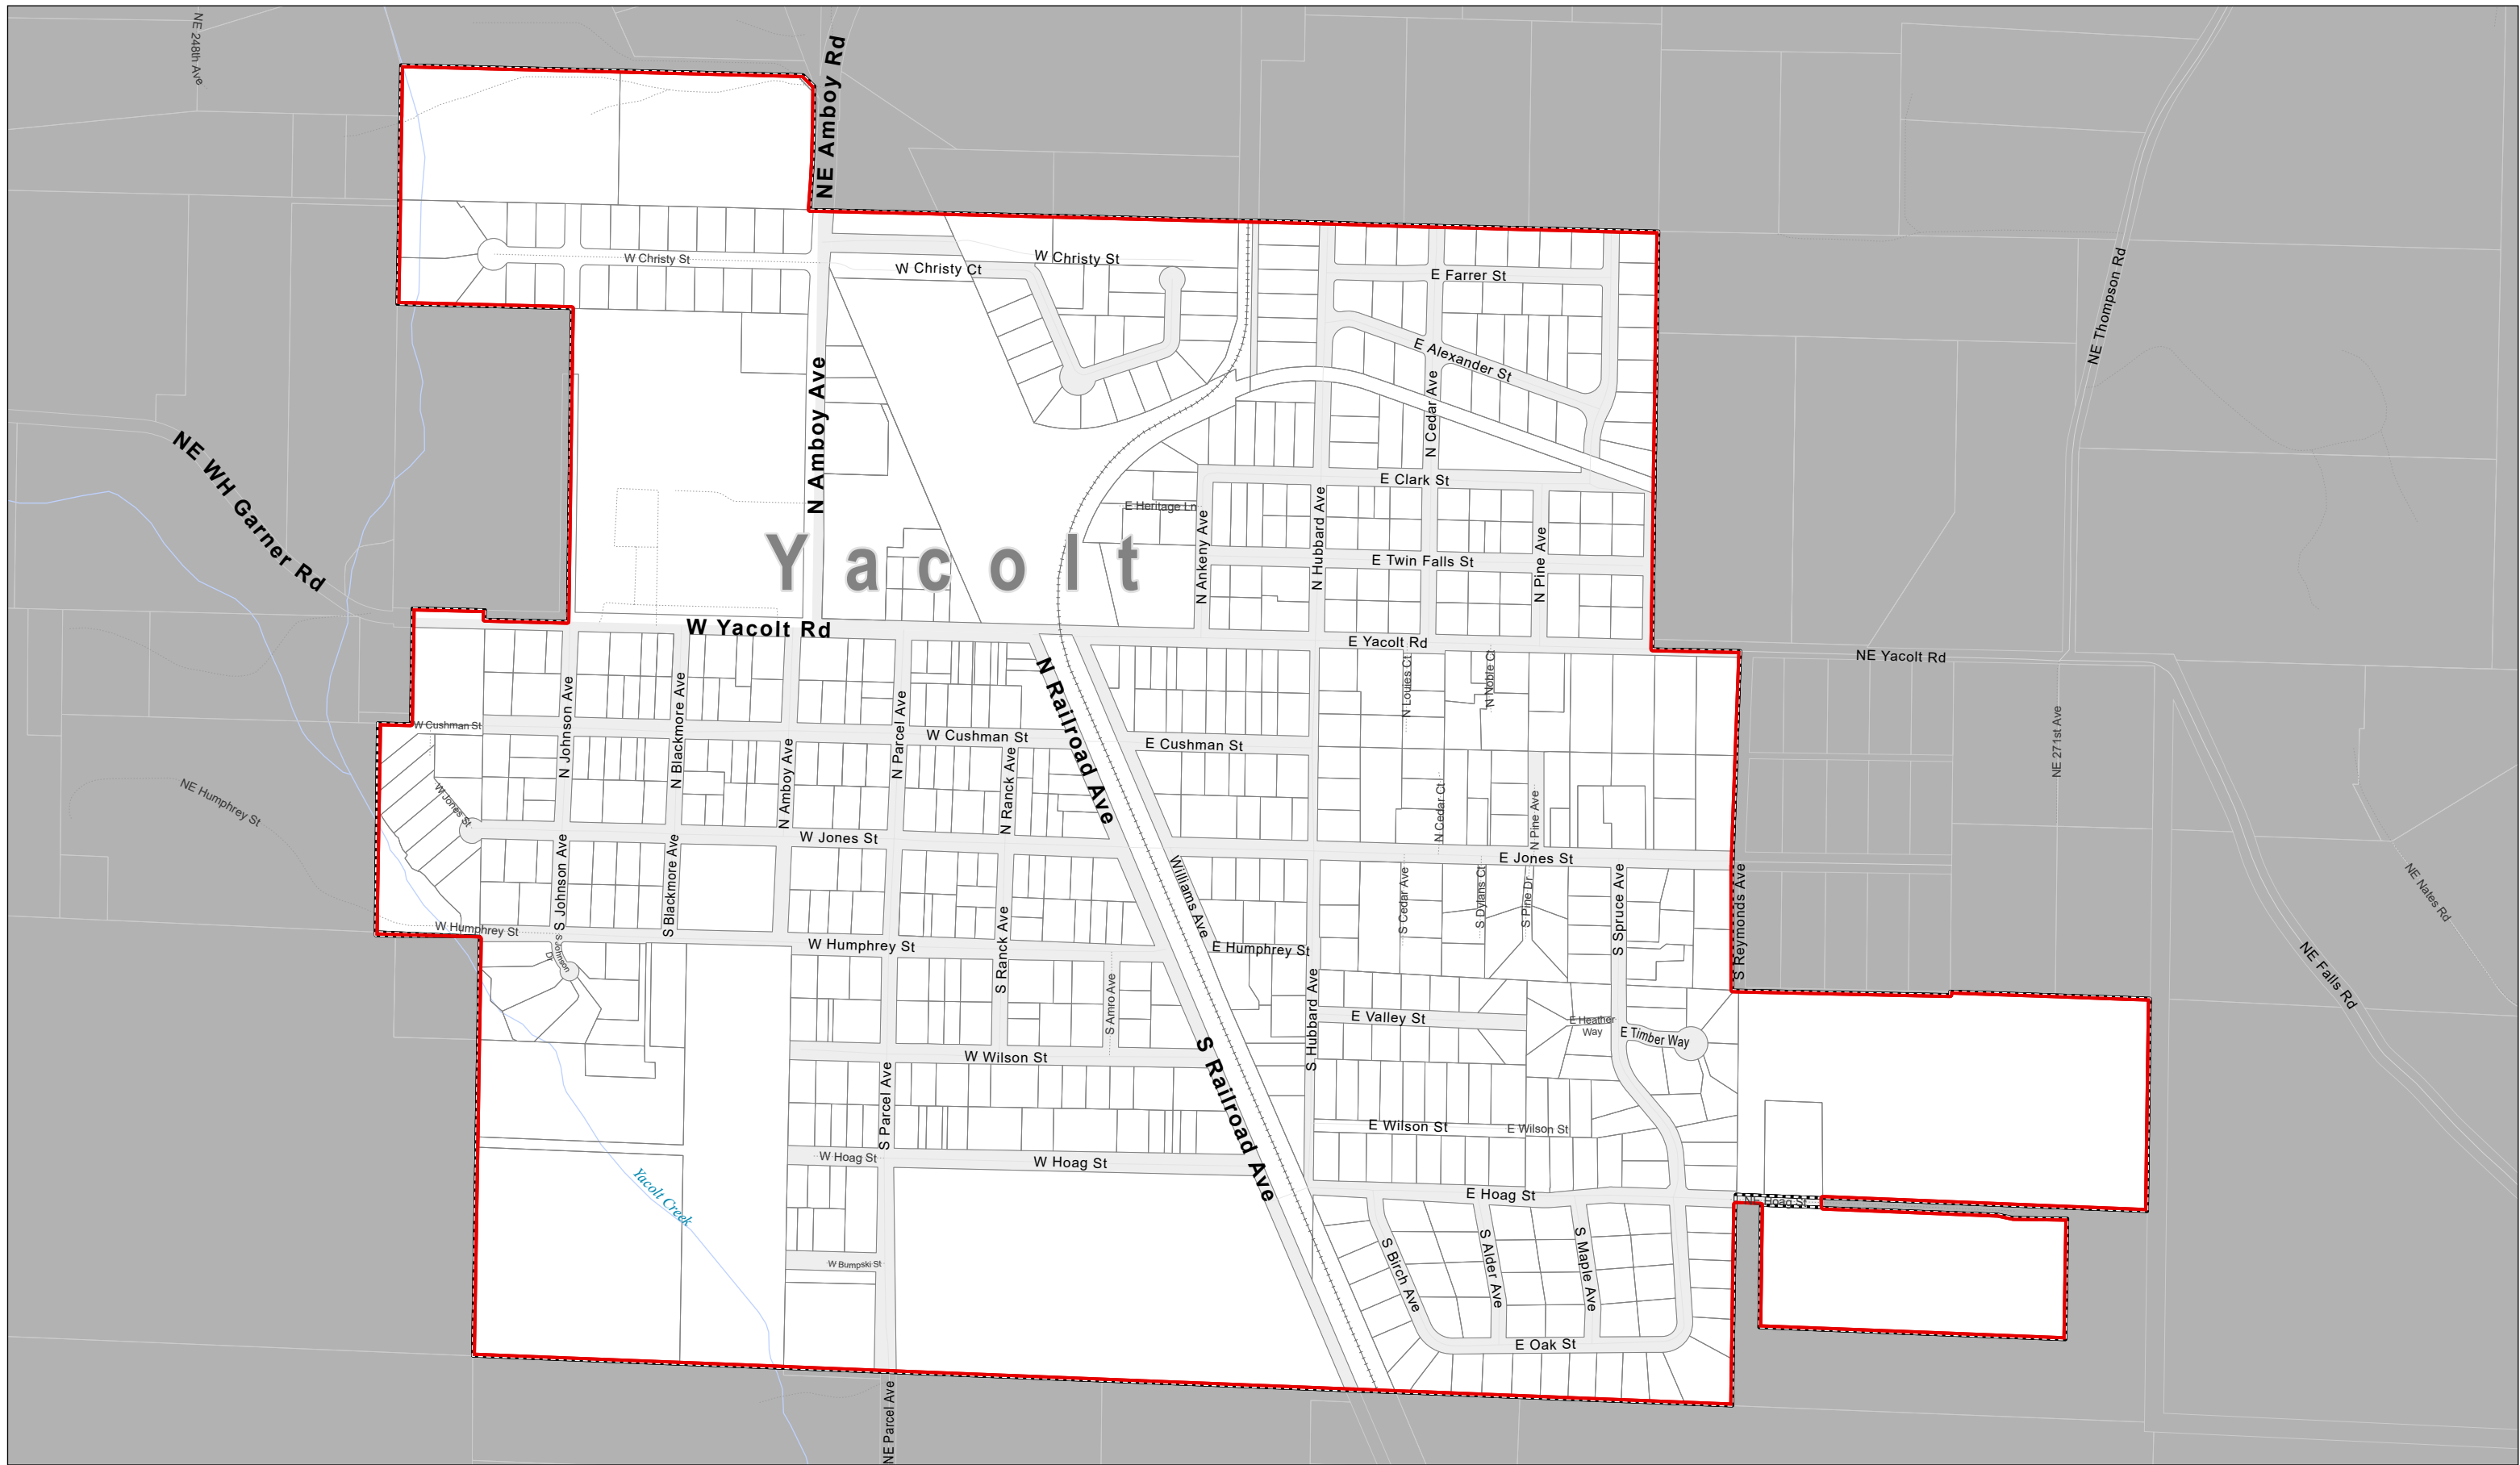 NE 248th Ave
NE Amboy Rd
W Christy St
W Christy Ct
W Christy St
E Farrer St
E Alexander St
NE Thompson Rd
N Amboy Ave
N Cedar Ave
NE WH Garner Rd
E Clark St
E Heritage Ln
N Ankeny Ave
N Hubbard Ave
N Pine Ave
Yacolt
E Twin Falls St
W Yacolt Rd
E Yacolt Rd
NE Yacolt Rd
N Johnson Ave
N Blackmore Ave
N Amboy Ave
N Parcel Ave
N Ranck Ave
N Railroad Ave
N Louies Ct
N Noble Ct
NE 271st Ave
W Cushman St
W Cushman St
E Cushman St
NE Humphrey St
W Jones St
N Cedar Ct
N Pine Ave
W Jones St
E Jones St
S Johnson Ave
S Blackmore Ave
S Ranck Ave
Williams Ave
S Cedar Ave
S Dylans Ct
S Pine Dr
S Spruce Ave
S Reymonds Ave
NE Nates Rd
W Humphrey St
S Johnson
Dr
W Humphrey St
E Humphrey St
NE Falls Rd
S Amro Ave
S Hubbard Ave
E Valley St
E Heather
Way
E Timber Way
W Wilson St
S Railroad Ave
S Parcel Ave
E Wilson St
E Wilson St
W Hoag St
W Hoag St
Yacolt Creek
E Hoag St
NE Hoag St
S Birch Ave
S Alder Ave
S Maple Ave
W Bumpski St
E Oak St
NE Parcel Ave